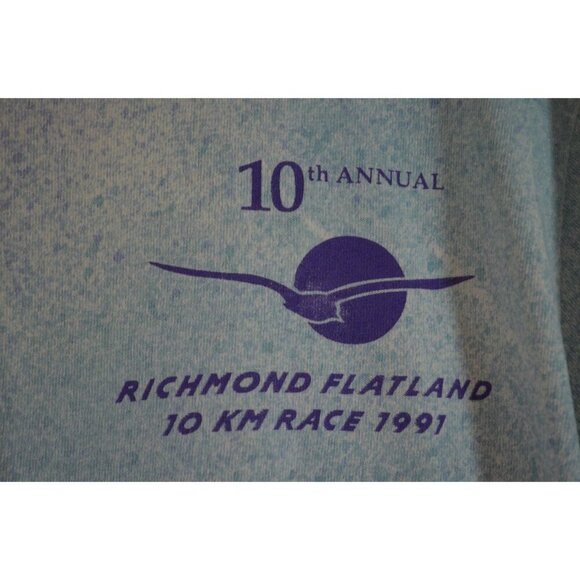 10th ANNUAL
RICHMOND FLATLAND
10 KM RACE 1991